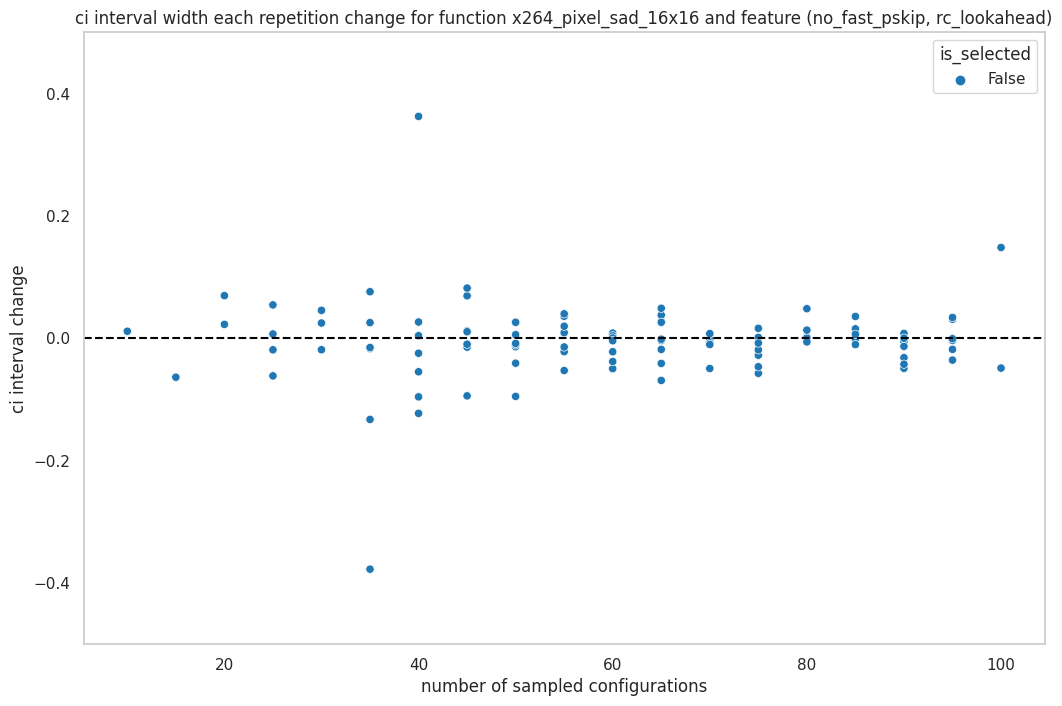 ci interval width each repetition change for function x264_pixel_sad_16x16 and feature (no_fast_pskip, rc_lookahead)
is_selected
False
0.4
0.2
0.0
−0.2
−0.4
ci interval change
20
40
60
80
100
number of sampled configurations